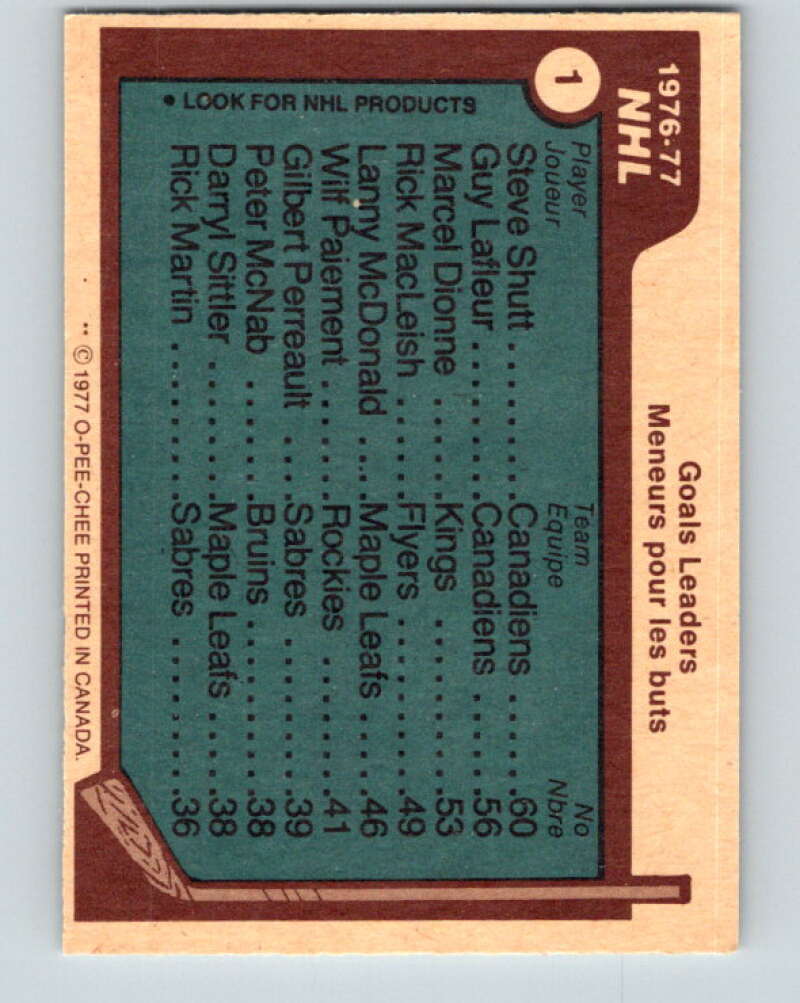 1976-77
NHL
Goals Leaders
Meneurs pour les buts
1
Player Team No
Joueur Equipe Nbre
Steve Shutt ........Canadiens .....60
Guy Lafleur ........Canadiens ....56
Marcel Dionne .....Kings .........53
Rick MacLeish .....Flyers.........49
Lanny McDonald ...Maple Leafs ....46
Wilf Paiement ......Rockies .......41
Gilbert Perreault ...Sabres ........39
Peter McNab ......Bruins ........38
Darryl Sittler .......Maple Leafs ....38
Rick Martin .........Sabres ........36
• LOOK FOR NHL PRODUCTS
** © 1977 O-PEE-CHEE PRINTED IN CANADA.